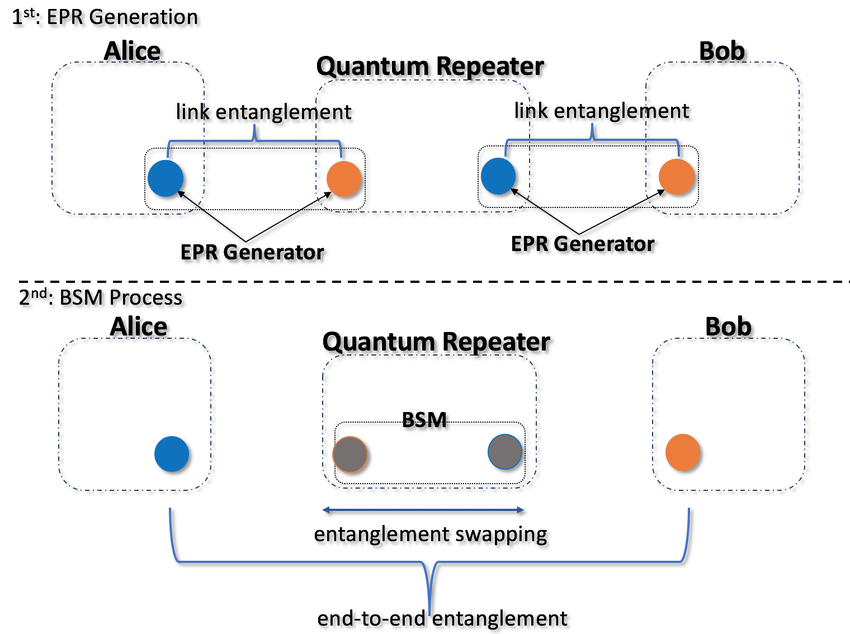 1st: EPR Generation
Alice
Quantum Repeater
Bob
link entanglement
link entanglement
EPR Generator
EPR Generator
2nd: BSM Process
Alice
Quantum Repeater
Bob
BSM
entanglement swapping
end-to-end entanglement